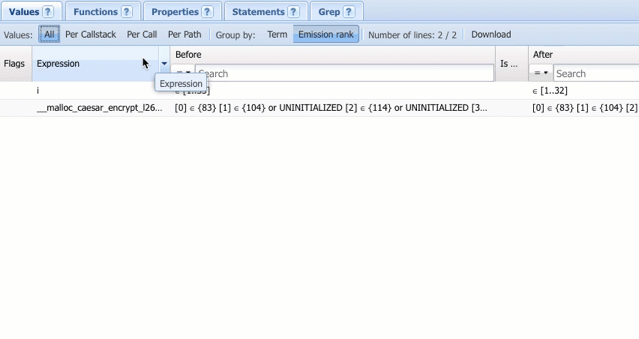 Values ? Functions ? Properties ? Statements ? Grep ?
Values: All Per Callstack Per Call Per Path Group by: Term Emission rank Number of lines: 2 / 2 Download
Flags Expression Before Is ... After
= Search = Search
Expression
i ∈ [1..32]
__malloc_caesar_encrypt_l26... [0] ∈ {83} [1] ∈ {104} or UNINITIALIZED [2] ∈ {114} or UNINITIALIZED [3... [0] ∈ {83} [1] ∈ {104} [2]